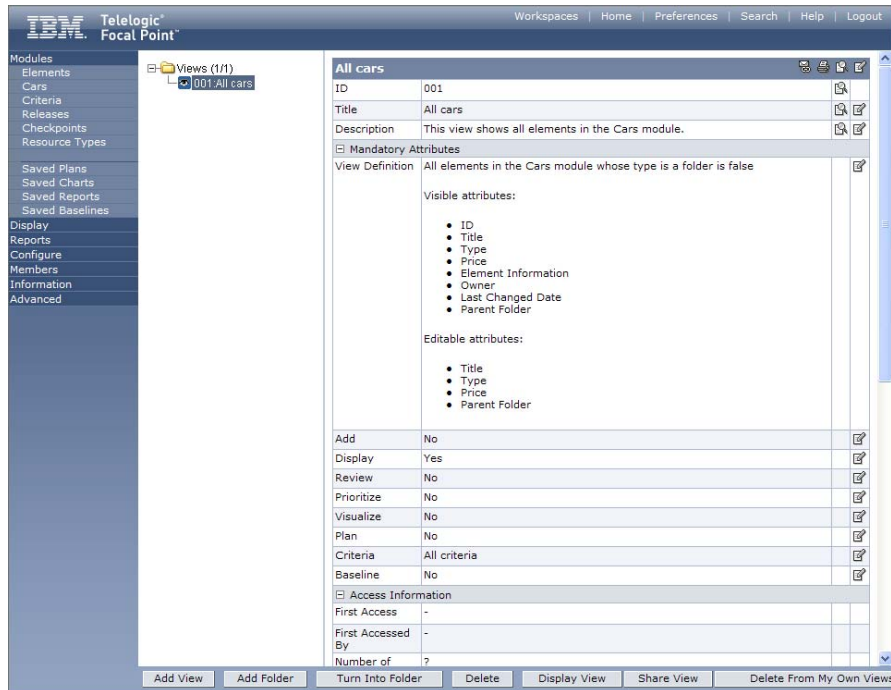 IBM. Telelogic® Focal Point™
Workspaces | Home | Preferences | Search | Help | Logout
Modules
Elements
Cars
Criteria
Releases
Checkpoints
Resource Types
Saved Plans
Saved Charts
Saved Reports
Saved Baselines
Display
Reports
Configure
Members
Information
Advanced
Views (1/1)
001:All cars
All cars
ID 001
Title All cars
Description This view shows all elements in the Cars module.
Mandatory Attributes
View Definition All elements in the Cars module whose type is a folder is false
Visible attributes:
• ID
• Title
• Type
• Price
• Element Information
• Owner
• Last Changed Date
• Parent Folder
Editable attributes:
• Title
• Type
• Price
• Parent Folder
Add No
Display Yes
Review No
Prioritize No
Visualize No
Plan No
Criteria All criteria
Baseline No
Access Information
First Access -
First Accessed By -
Number of ?
Add View Add Folder Turn Into Folder Delete Display View Share View Delete From My Own View